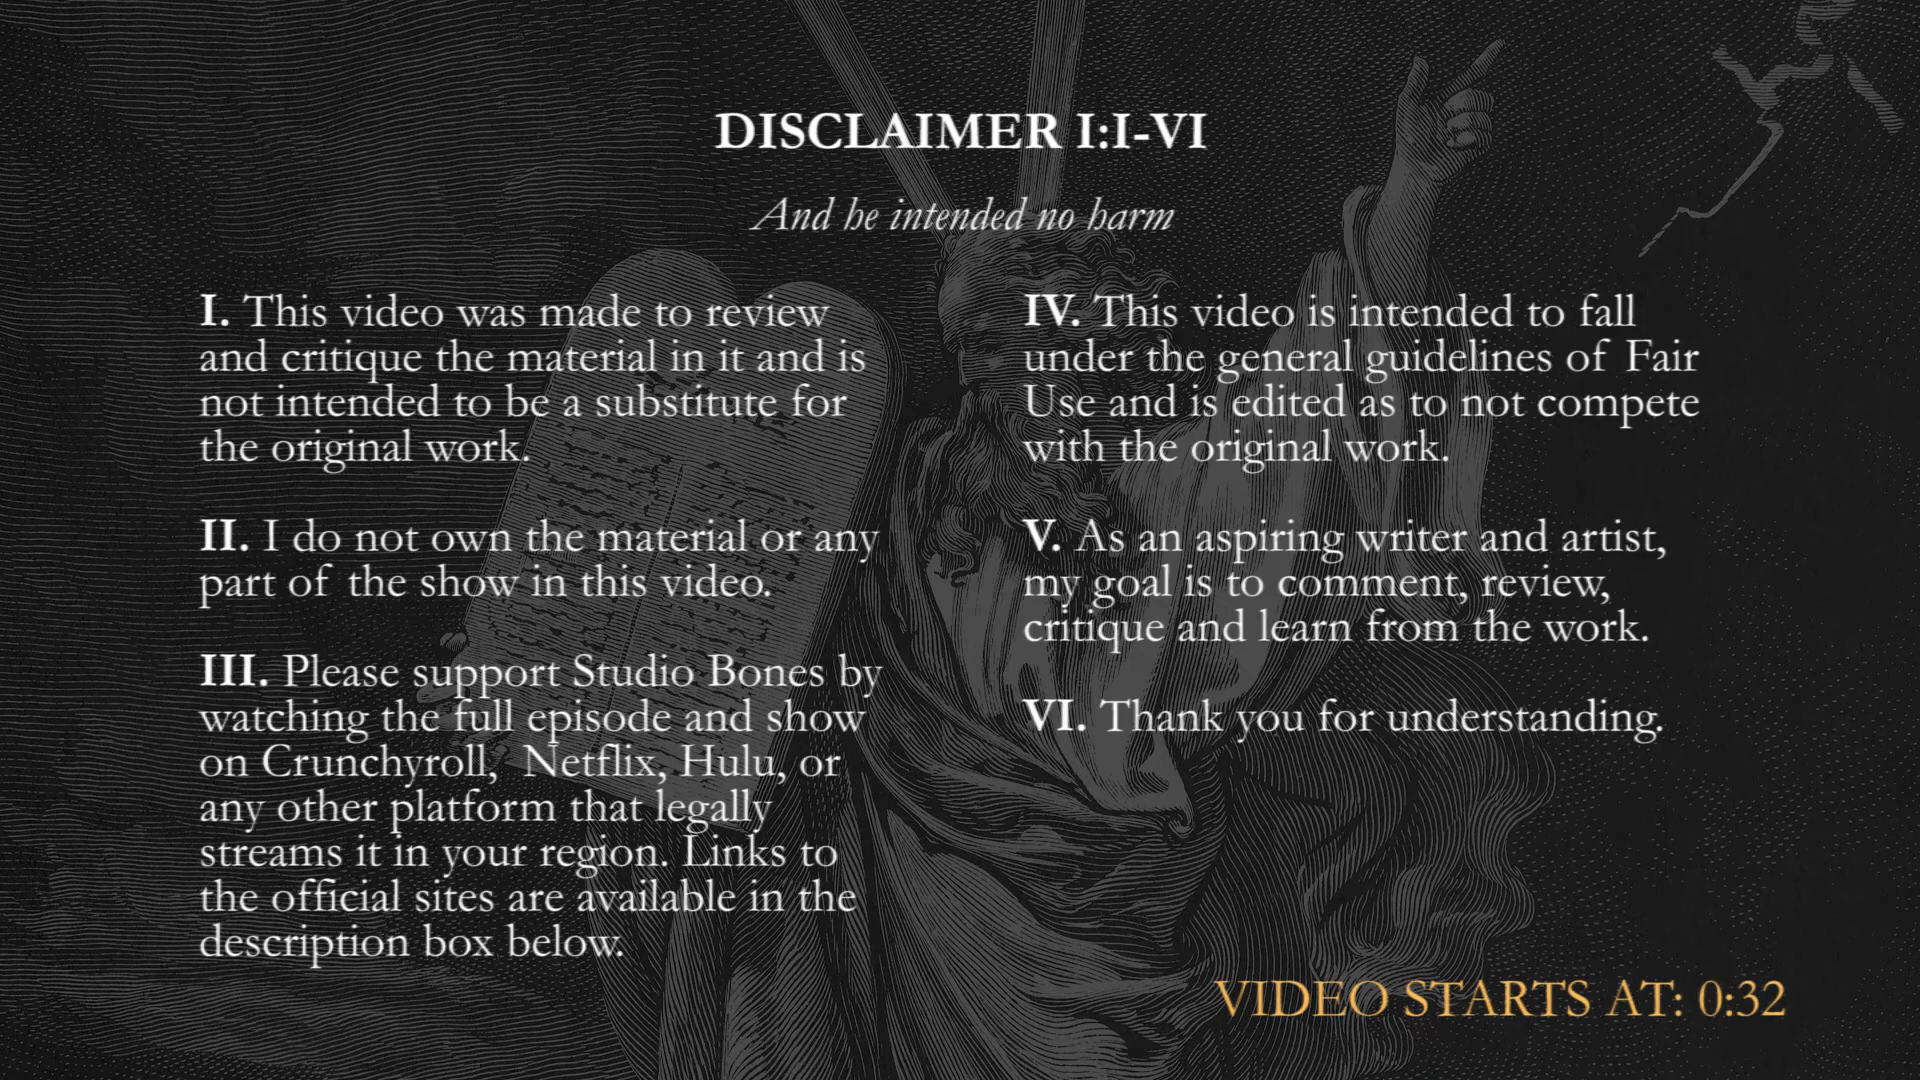 DISCLAIMER I:I-VI
And he intended no harm
I. This video was made to review
and critique the material in it and is
not intended to be a substitute for
the original work.
II. I do not own the material or any
part of the show in this video.
III. Please support Studio Bones by
watching the full episode and show
on Crunchyroll, Netflix, Hulu, or
any other platform that legally
streams it in your region. Links to
the official sites are available in the
description box below.
IV. This video is intended to fall
under the general guidelines of Fair
Use and is edited as to not compete
with the original work.
V. As an aspiring writer and artist,
my goal is to comment, review,
critique and learn from the work.
VI. Thank you for understanding.
VIDEO STARTS AT: 0:32